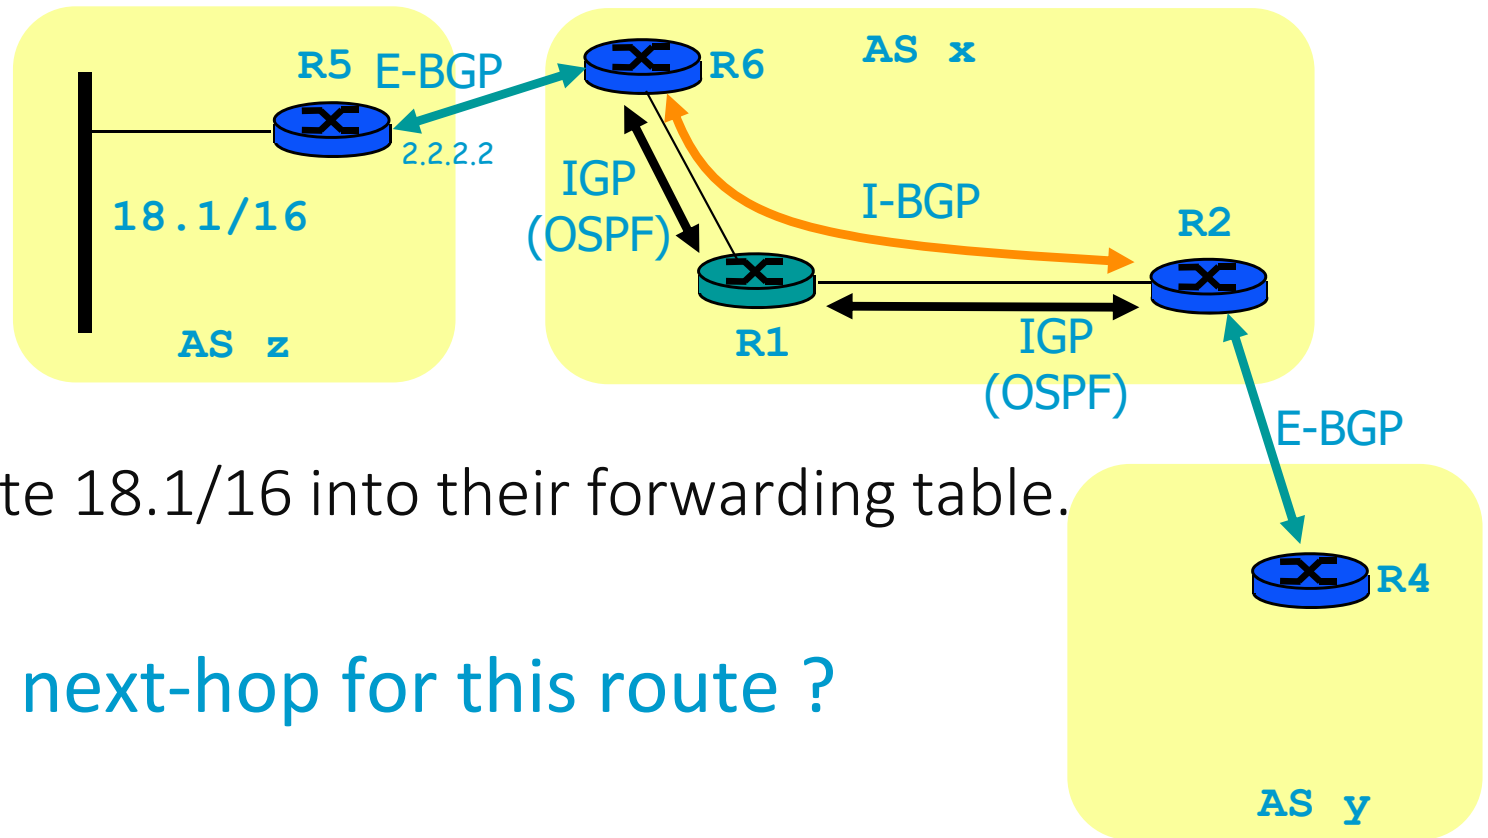 R5
E-BGP
R6
AS x
2.2.2.2
18.1/16
IGP
(OSPF)
I-BGP
R2
AS z
R1
IGP
(OSPF)
E-BGP
te 18.1/16 into their forwarding table.
R4
next-hop for this route ?
AS y